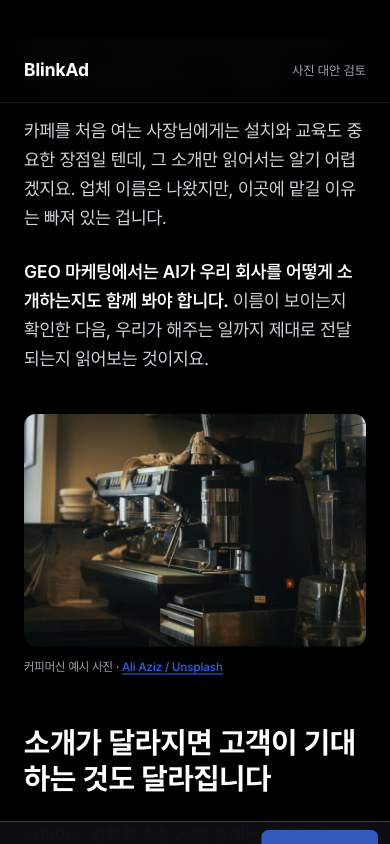 BlinkAd
사진 대안 검토
카페를 처음 여는 사장님에게는 설치와 교육도 중
요한 장점일 텐데, 그 소개만 읽어서는 알기 어렵
겠지요. 업체 이름은 나왔지만, 이곳에 맡길 이유
는 빠져 있는 겁니다.
GEO 마케팅에서는 AI가 우리 회사를 어떻게 소
개하는지도 함께 봐야 합니다. 이름이 보이는지
확인한 다음, 우리가 해주는 일까지 제대로 전달
되는지 읽어보는 것이지요.
커피머신 예시 사진 · Ali Aziz / Unsplash
소개가 달라지면 고객이 기대
하는 것도 달라집니다